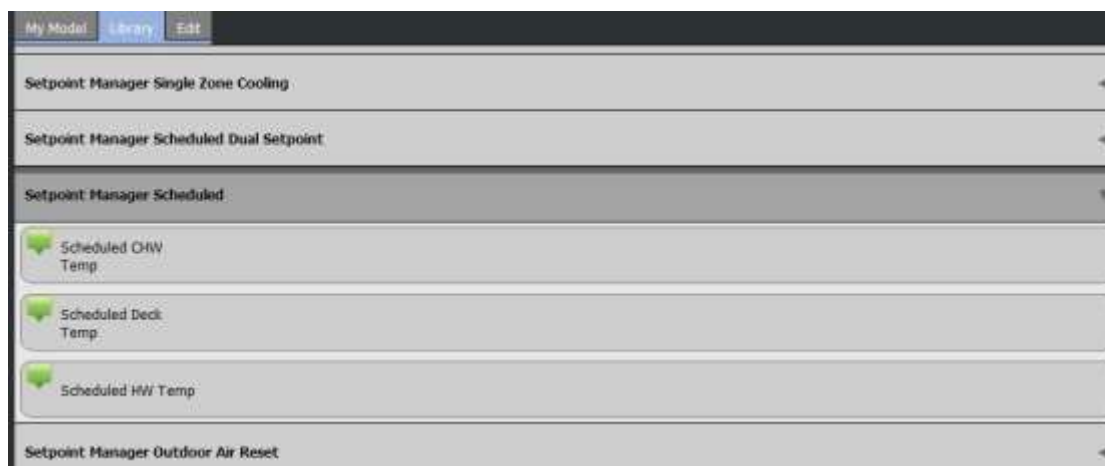 My Model Library Edit
Setpoint Manager Single Zone Cooling
Setpoint Manager Scheduled Dual Setpoint
Setpoint Manager Scheduled
Scheduled CHW
Temp
Scheduled Deck
Temp
Scheduled HW Temp
Setpoint Manager Outdoor Air Reset